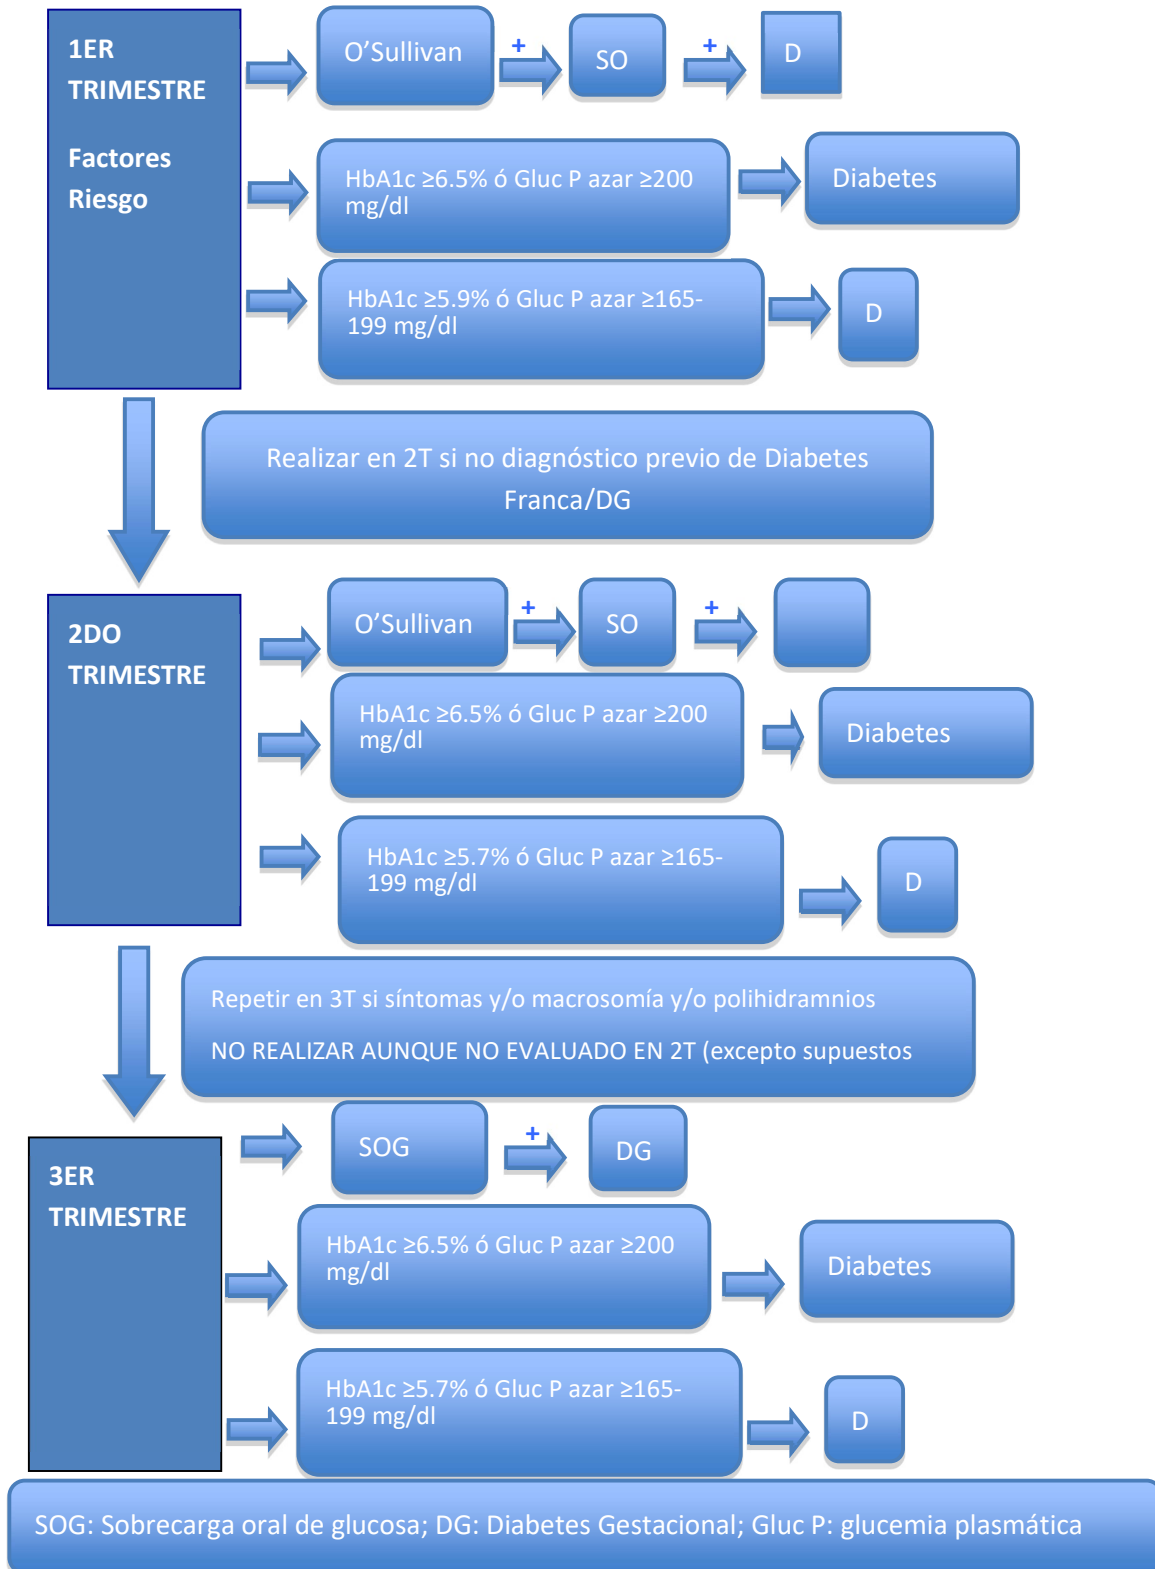 1ER
TRIMESTRE
Factores
Riesgo
O’Sullivan
+
SO
+
D
HbA1c ≥6.5% ó Gluc P azar ≥200
mg/dl
Diabetes
HbA1c ≥5.9% ó Gluc P azar ≥165-
199 mg/dl
D
Realizar en 2T si no diagnóstico previo de Diabetes
Franca/DG
2DO
TRIMESTRE
O’Sullivan
+
SO
+
HbA1c ≥6.5% ó Gluc P azar ≥200
mg/dl
Diabetes
HbA1c ≥5.7% ó Gluc P azar ≥165-
199 mg/dl
D
Repetir en 3T si síntomas y/o macrosomía y/o polihidramnios
NO REALIZAR AUNQUE NO EVALUADO EN 2T (excepto supuestos
3ER
TRIMESTRE
SOG
+
DG
HbA1c ≥6.5% ó Gluc P azar ≥200
mg/dl
Diabetes
HbA1c ≥5.7% ó Gluc P azar ≥165-
199 mg/dl
D
SOG: Sobrecarga oral de glucosa; DG: Diabetes Gestacional; Gluc P: glucemia plasmática